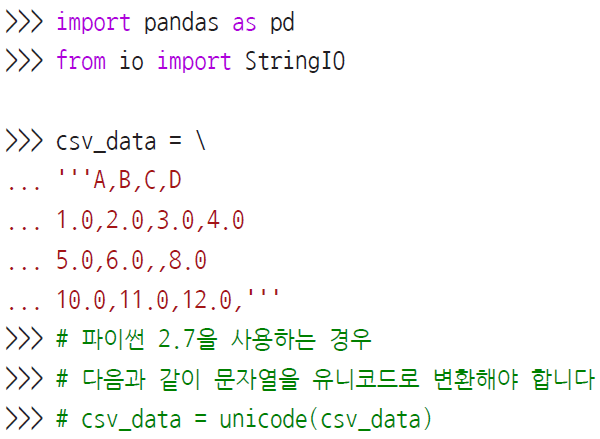 >>> import pandas as pd
>>> from io import StringIO
>>> csv_data = \
... '''A,B,C,D
... 1.0,2.0,3.0,4.0
... 5.0,6.0,,8.0
... 10.0,11.0,12.0,'''
>>> # 파이썬 2.7을 사용하는 경우
>>> # 다음과 같이 문자열을 유니코드로 변환해야 합니다
>>> # csv_data = unicode(csv_data)